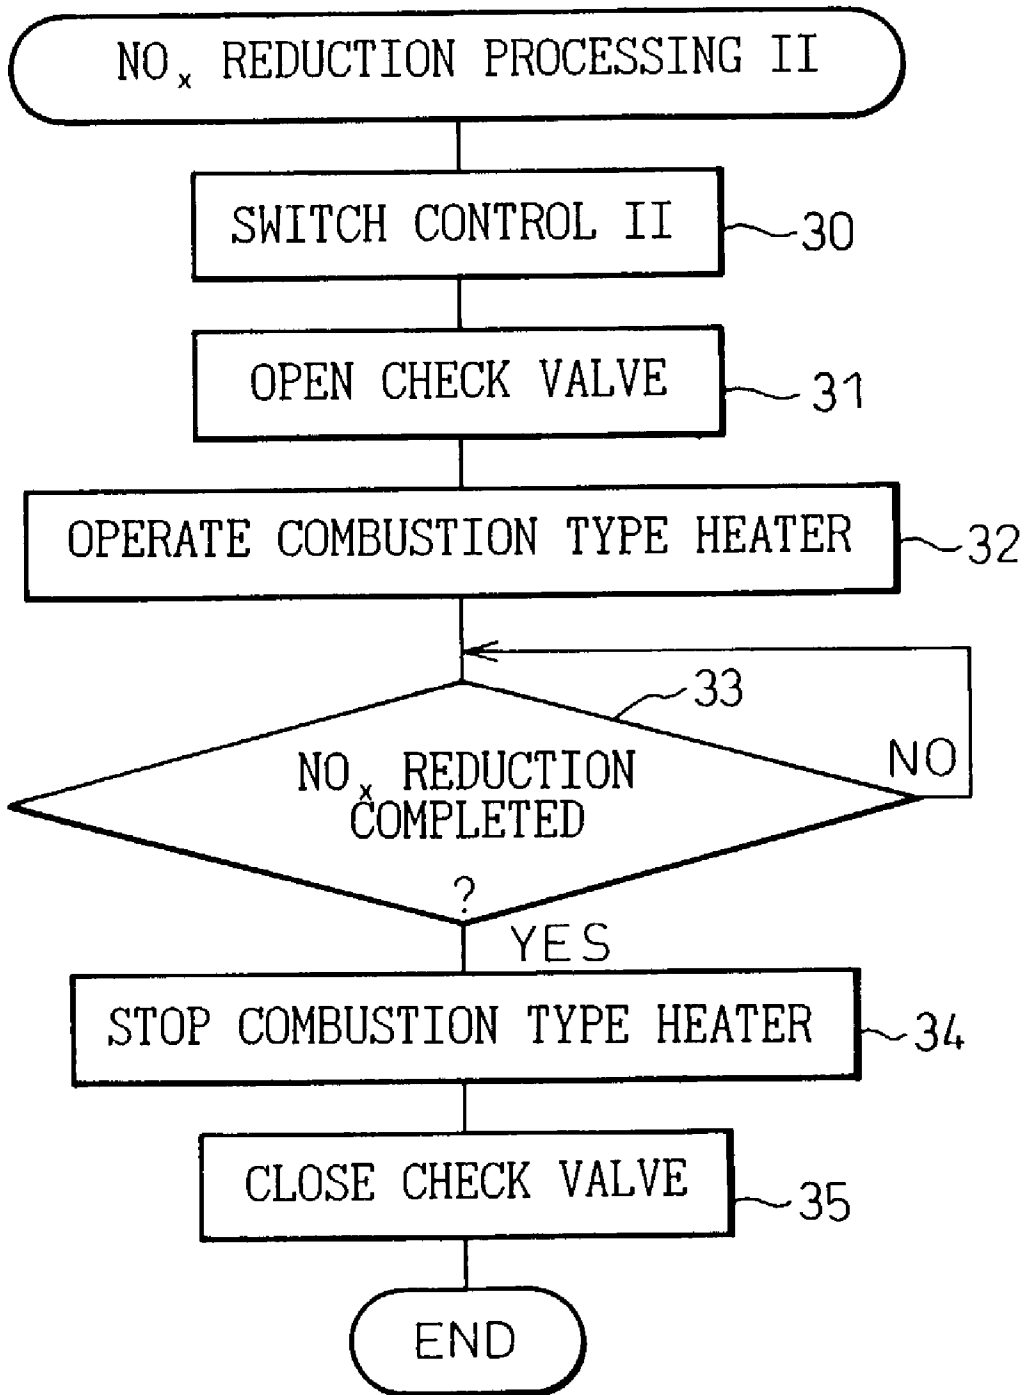 NOₓ REDUCTION PROCESSING II
SWITCH CONTROL II
30
OPEN CHECK VALVE
31
OPERATE COMBUSTION TYPE HEATER
32
33
NOₓ REDUCTION
COMPLETED
?
NO
YES
STOP COMBUSTION TYPE HEATER
34
CLOSE CHECK VALVE
35
END